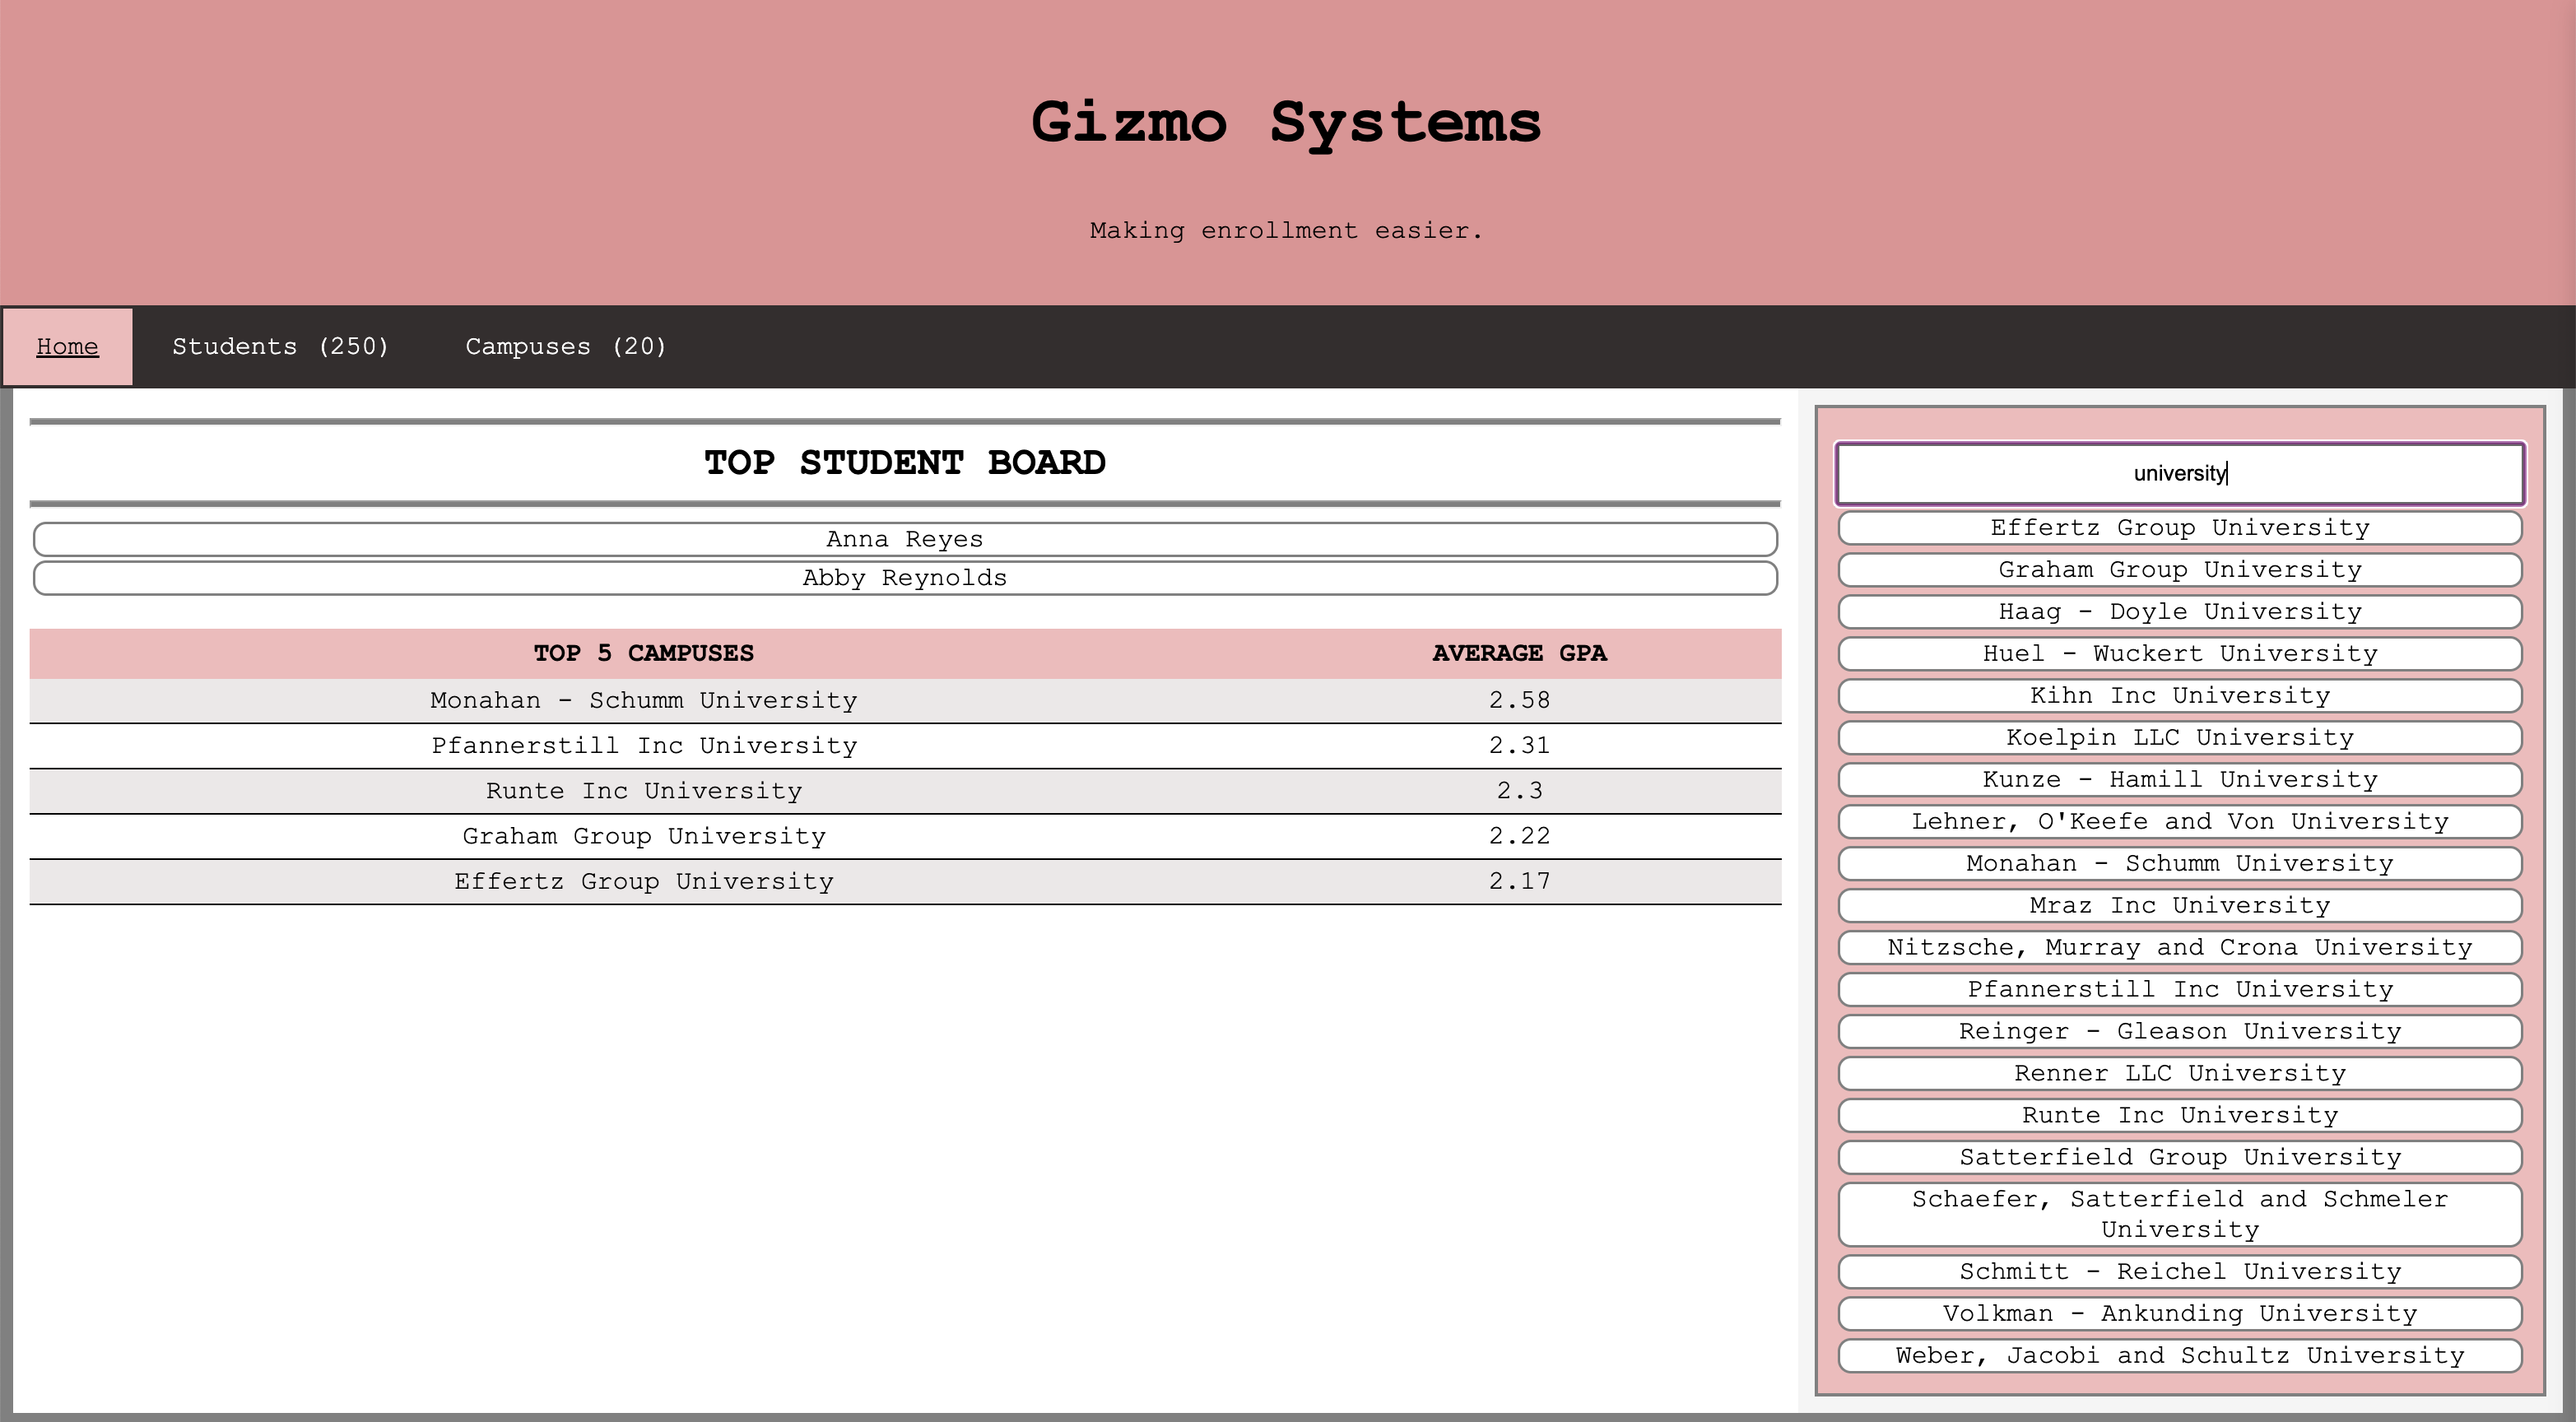 Gizmo Systems
Making enrollment easier.
Home Students (250) Campuses (20)
TOP STUDENT BOARD
Anna Reyes
Abby Reynolds
TOP 5 CAMPUSES AVERAGE GPA
Monahan - Schumm University 2.58
Pfannerstill Inc University 2.31
Runte Inc University 2.3
Graham Group University 2.22
Effertz Group University 2.17
university
Effertz Group University
Graham Group University
Haag - Doyle University
Huel - Wuckert University
Kihn Inc University
Koelpin LLC University
Kunze - Hamill University
Lehner, O'Keefe and Von University
Monahan - Schumm University
Mraz Inc University
Nitzsche, Murray and Crona University
Pfannerstill Inc University
Reinger - Gleason University
Renner LLC University
Runte Inc University
Satterfield Group University
Schaefer, Satterfield and Schmeler
University
Schmitt - Reichel University
Volkman - Ankunding University
Weber, Jacobi and Schultz University